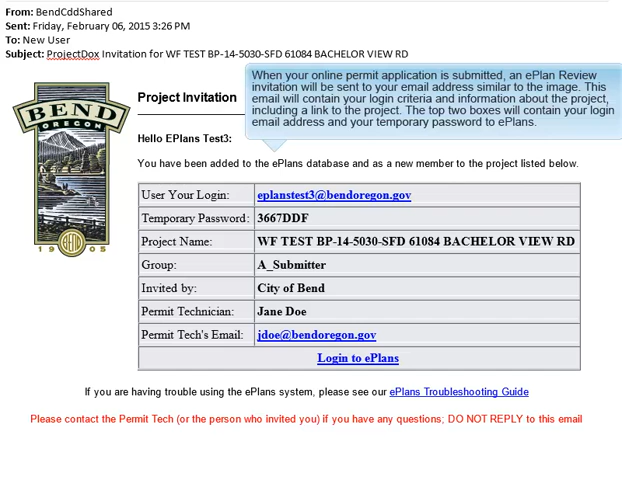 From: BendCddShared
Sent: Friday, February 06, 2015 3:26 PM
To: New User
Subject: ProjectDox Invitation for WF TEST BP-14-5030-SFD 61084 BACHELOR VIEW RD
When your online permit application is submitted, an ePlan Review
invitation will be sent to your email address similar to the image. This
email will contain your login criteria and information about the project,
including a link to the project. The top two boxes will contain your login
email address and your temporary password to ePlans.
BEND
OREGON
BEND
1905
Project Invitation
Hello EPlans Test3:
You have been added to the ePlans database and as a new member to the project listed below.
User Your Login: eplanstest3@bendoregon.gov
Temporary Password: 3667DDF
Project Name: WF TEST BP-14-5030-SFD 61084 BACHELOR VIEW RD
Group: A_Submitter
Invited by: City of Bend
Permit Technician: Jane Doe
Permit Tech's Email: jdoe@bendoregon.gov
Login to ePlans
If you are having trouble using the ePlans system, please see our ePlans Troubleshooting Guide
Please contact the Permit Tech (or the person who invited you) if you have any questions; DO NOT REPLY to this email